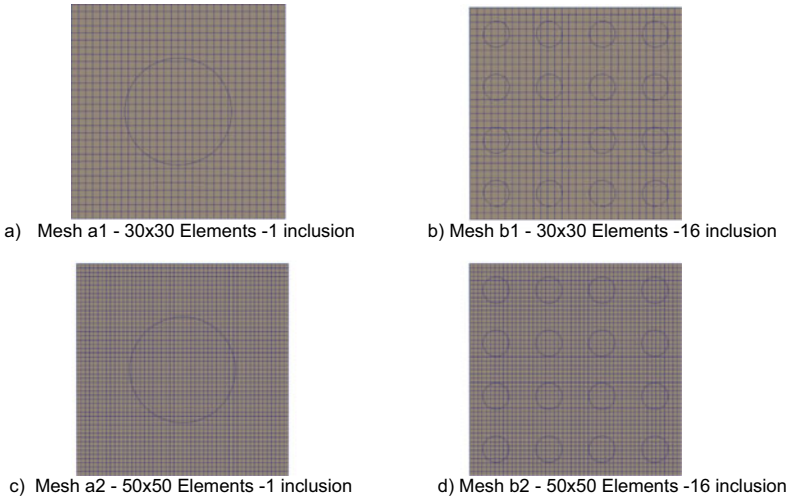 a) Mesh a1 - 30x30 Elements -1 inclusion
b) Mesh b1 - 30x30 Elements -16 inclusion
c) Mesh a2 - 50x50 Elements -1 inclusion
d) Mesh b2 - 50x50 Elements -16 inclusion